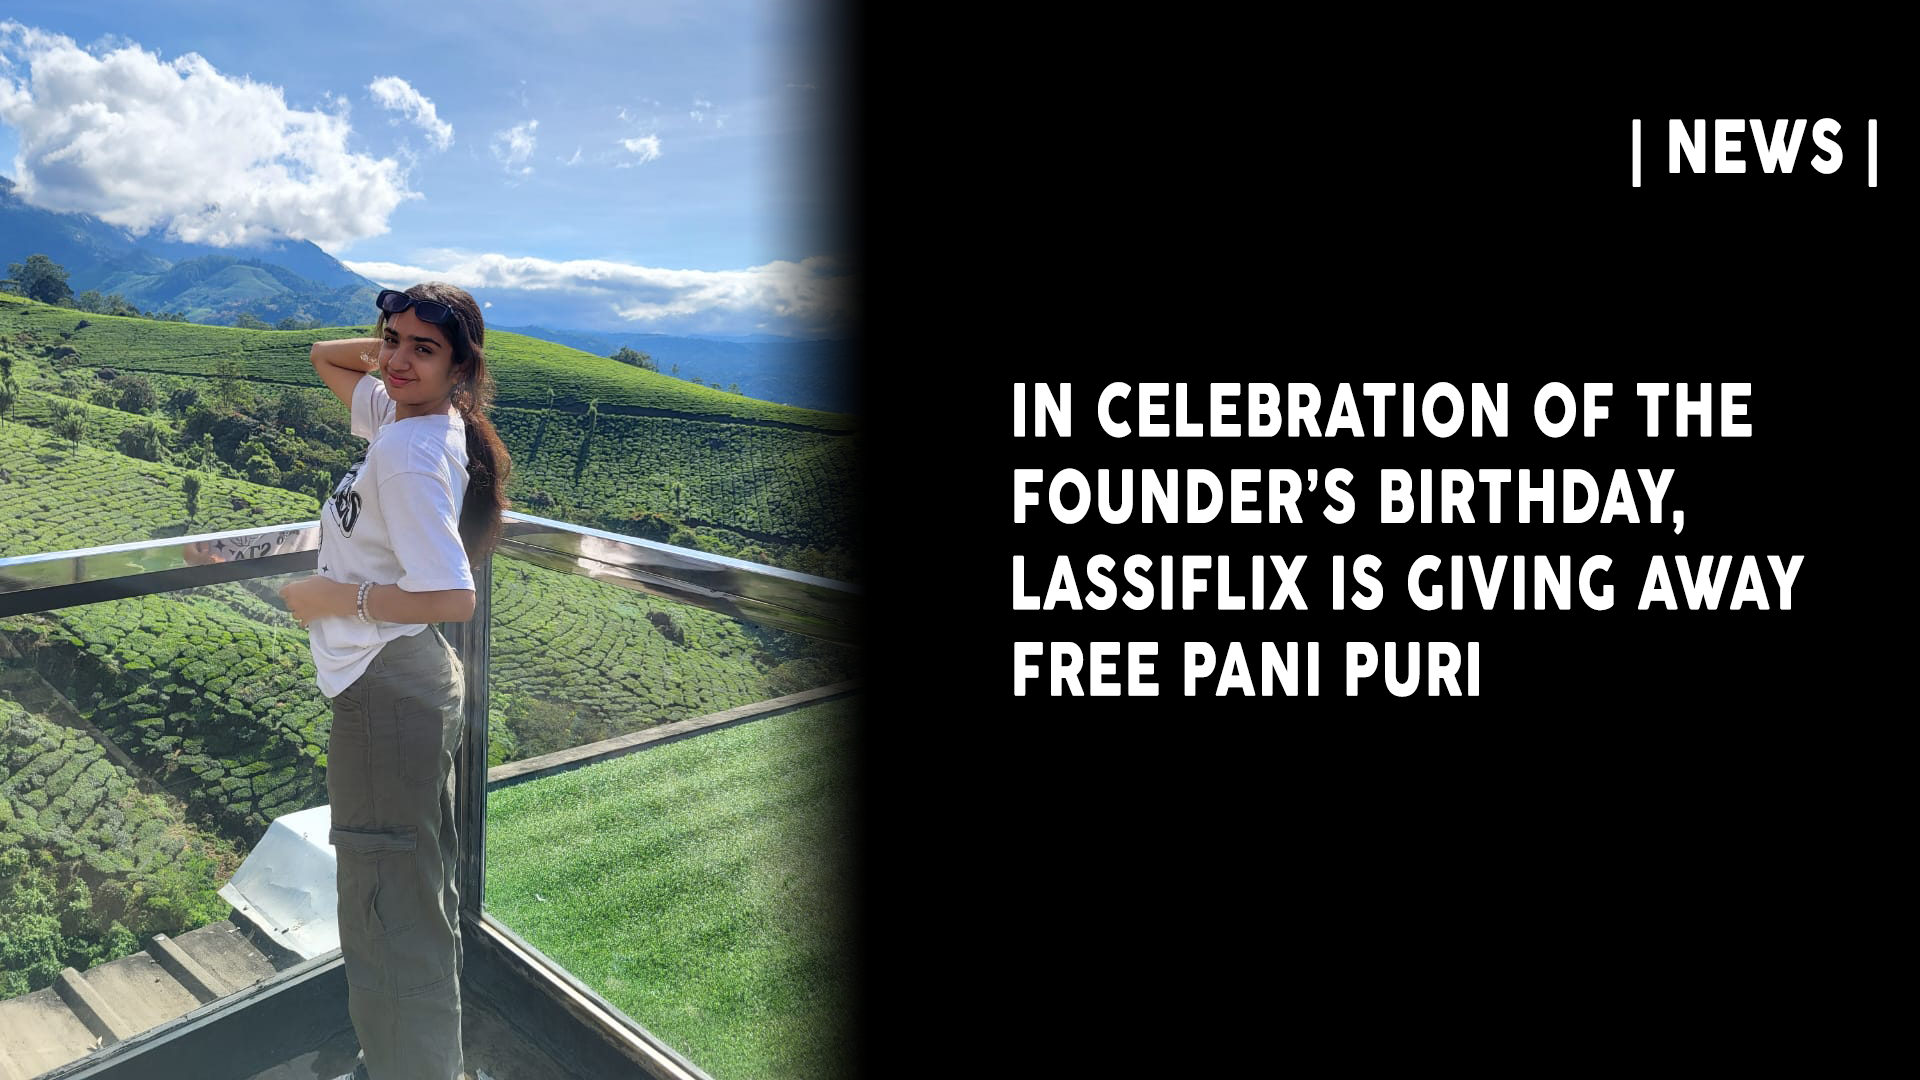 | NEWS |
IN CELEBRATION OF THE
FOUNDER'S BIRTHDAY,
LASSIFLIX IS GIVING AWAY
FREE PANI PURI